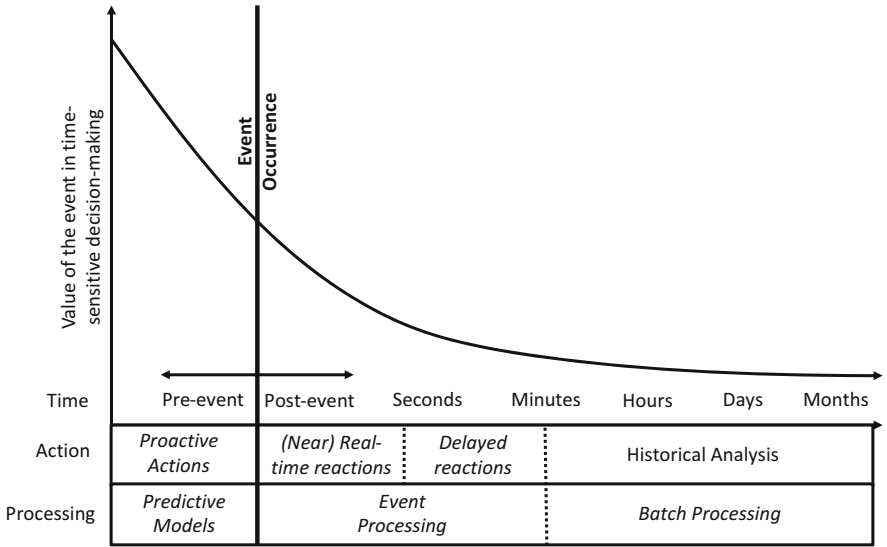 Value of the event in time-
sensitive decision-making
Event
Occurrence
Time
Pre-event
Post-event
Seconds
Minutes
Hours
Days
Months
Action
Proactive
Actions
(Near) Real-
time reactions
Delayed
reactions
Historical Analysis
Processing
Predictive
Models
Event
Processing
Batch Processing